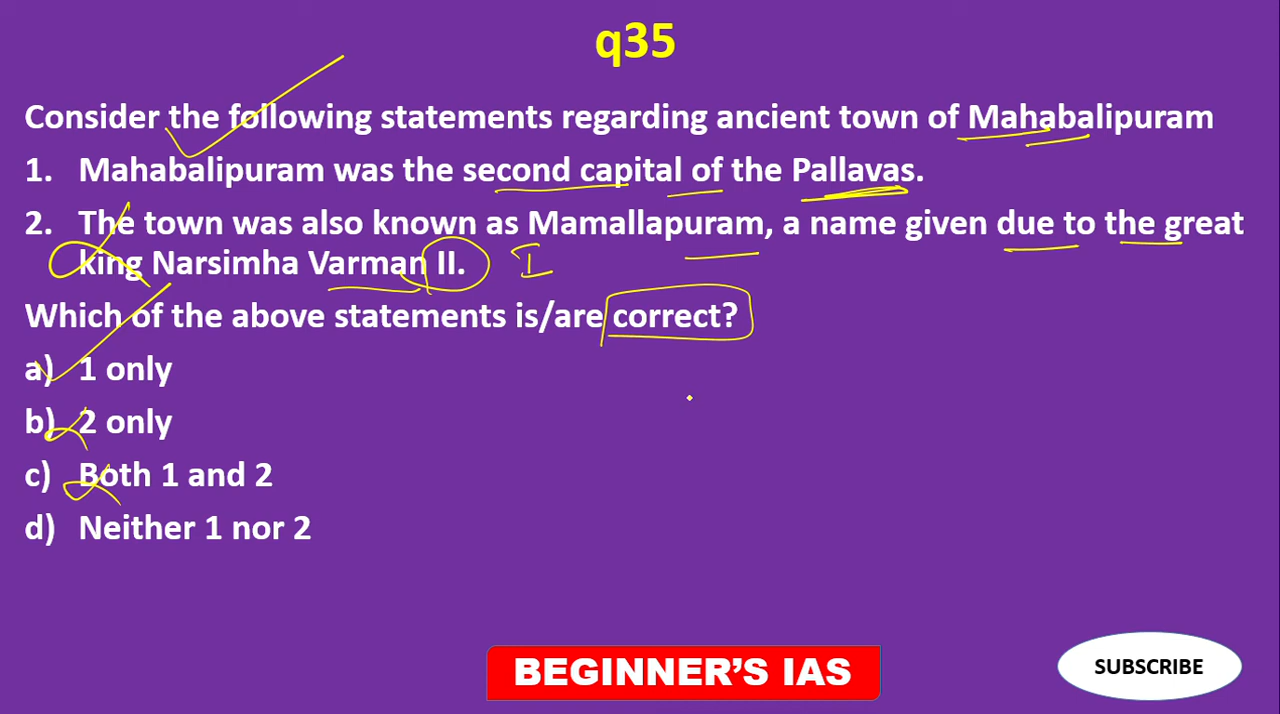 q35
Consider the following statements regarding ancient town of Mahabalipuram
1. Mahabalipuram was the second capital of the Pallavas.
2. The town was also known as Mamallapuram, a name given due to the great
king Narsimha Varman II. I
Which of the above statements is/are correct?
a) 1 only
b) 2 only
c) Both 1 and 2
d) Neither 1 nor 2
BEGINNER'S IAS
SUBSCRIBE